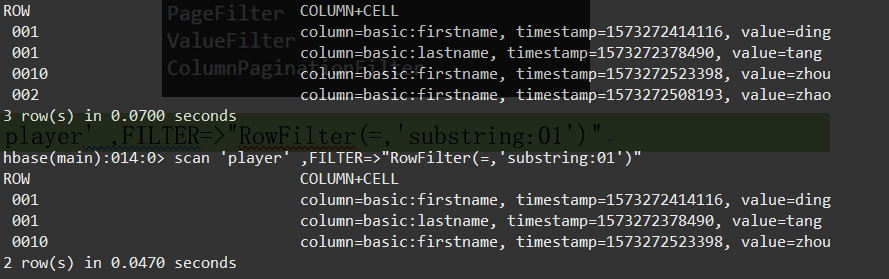 PageFilter
ValueFilter
ColumnPaginationFilter
ROW COLUMN+CELL
001 column=basic:firstname, timestamp=1573272414116, value=ding
001 column=basic:lastname, timestamp=1573272378490, value=tang
0010 column=basic:firstname, timestamp=1573272523398, value=zhou
002 column=basic:firstname, timestamp=1573272508193, value=zhao
3 row(s) in 0.0700 seconds
player' ,FILTER=>"RowFilter(=,'substring:01')"
hbase(main):014:0> scan 'player' ,FILTER=>"RowFilter(=,'substring:01')"
ROW COLUMN+CELL
001 column=basic:firstname, timestamp=1573272414116, value=ding
001 column=basic:lastname, timestamp=1573272378490, value=tang
0010 column=basic:firstname, timestamp=1573272523398, value=zhou
2 row(s) in 0.0470 seconds